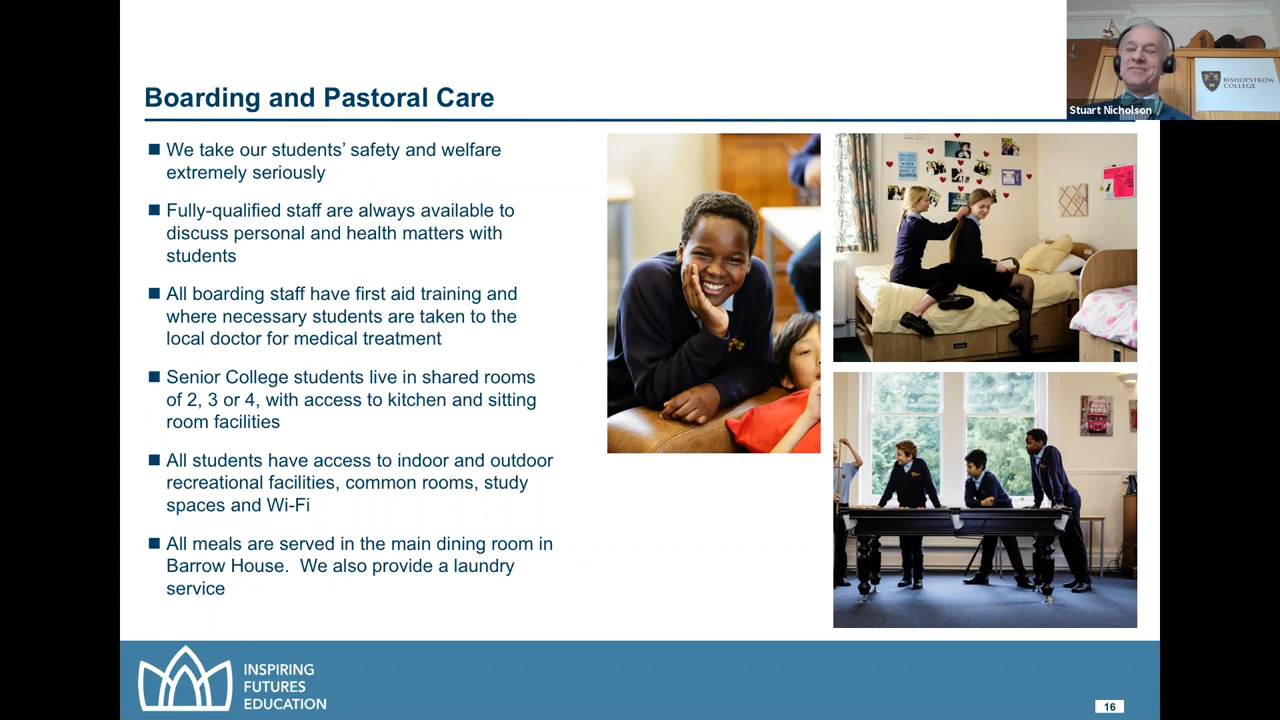 Boarding and Pastoral Care
We take our students’ safety and welfare
extremely seriously
Fully-qualified staff are always available to
discuss personal and health matters with
students
All boarding staff have first aid training and
where necessary students are taken to the
local doctor for medical treatment
Senior College students live in shared rooms
of 2, 3 or 4, with access to kitchen and sitting
room facilities
All students have access to indoor and outdoor
recreational facilities, common rooms, study
spaces and Wi-Fi
All meals are served in the main dining room in
Barrow House.  We also provide a laundry
service
BISHOPSTROW
COLLEGE
Stuart Nicholson
INSPIRING
FUTURES
EDUCATION
16